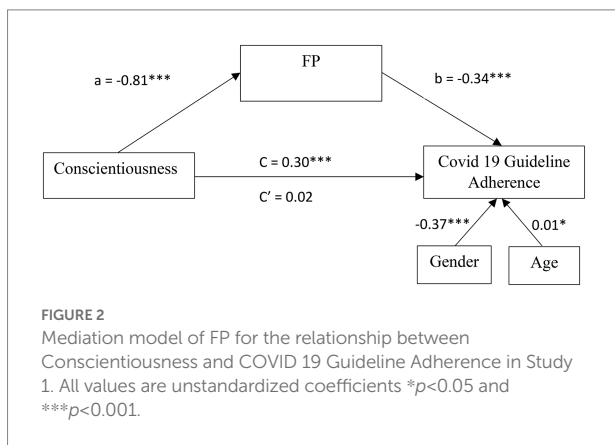 FP
a = -0.81***
b = -0.34***
Conscientiousness
C = 0.30***
C’ = 0.02
Covid 19 Guideline
Adherence
-0.37***
0.01*
Gender
Age
FIGURE 2
Mediation model of FP for the relationship between
Conscientiousness and COVID 19 Guideline Adherence in Study
1. All values are unstandardized coefficients *p<0.05 and
***p<0.001.